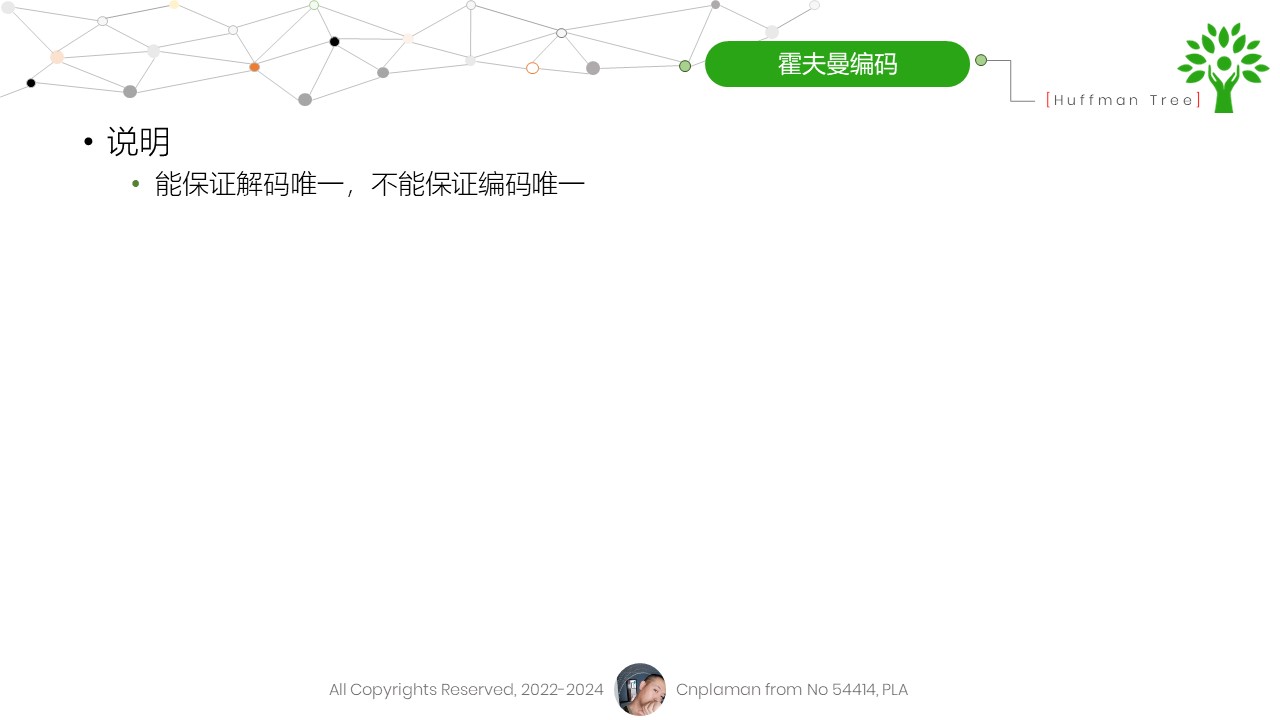 霍夫曼编码
[Huffman Tree]
• 说明
• 能保证解码唯一，不能保证编码唯一
All Copyrights Reserved, 2022-2024
Cnplaman from No 54414, PLA